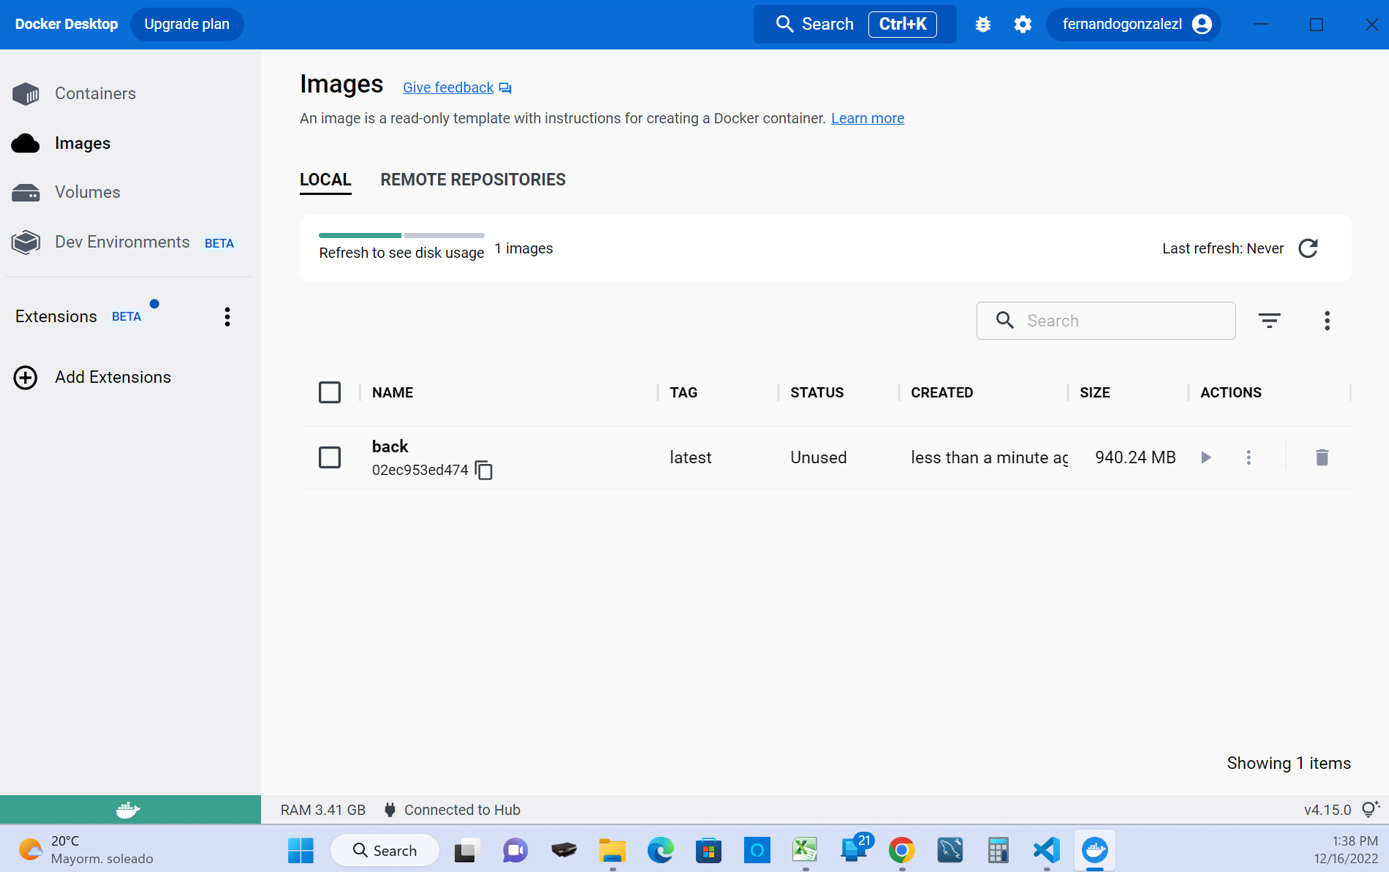 Docker Desktop
Upgrade plan
Search
Ctrl+K
fernandogonzalezl
Containers
Images
Volumes
Dev Environments BETA
Extensions BETA
Add Extensions
Images
Give feedback
An image is a read-only template with instructions for creating a Docker container. Learn more
LOCAL
REMOTE REPOSITORIES
Refresh to see disk usage
1 images
Last refresh: Never
Search
NAME
TAG
STATUS
CREATED
SIZE
ACTIONS
back
02ec953ed474
latest
Unused
less than a minute ag
940.24 MB
Showing 1 items
RAM 3.41 GB
Connected to Hub
v4.15.0
20°C
Mayorm. soleado
Search
21
1:38 PM
12/16/2022